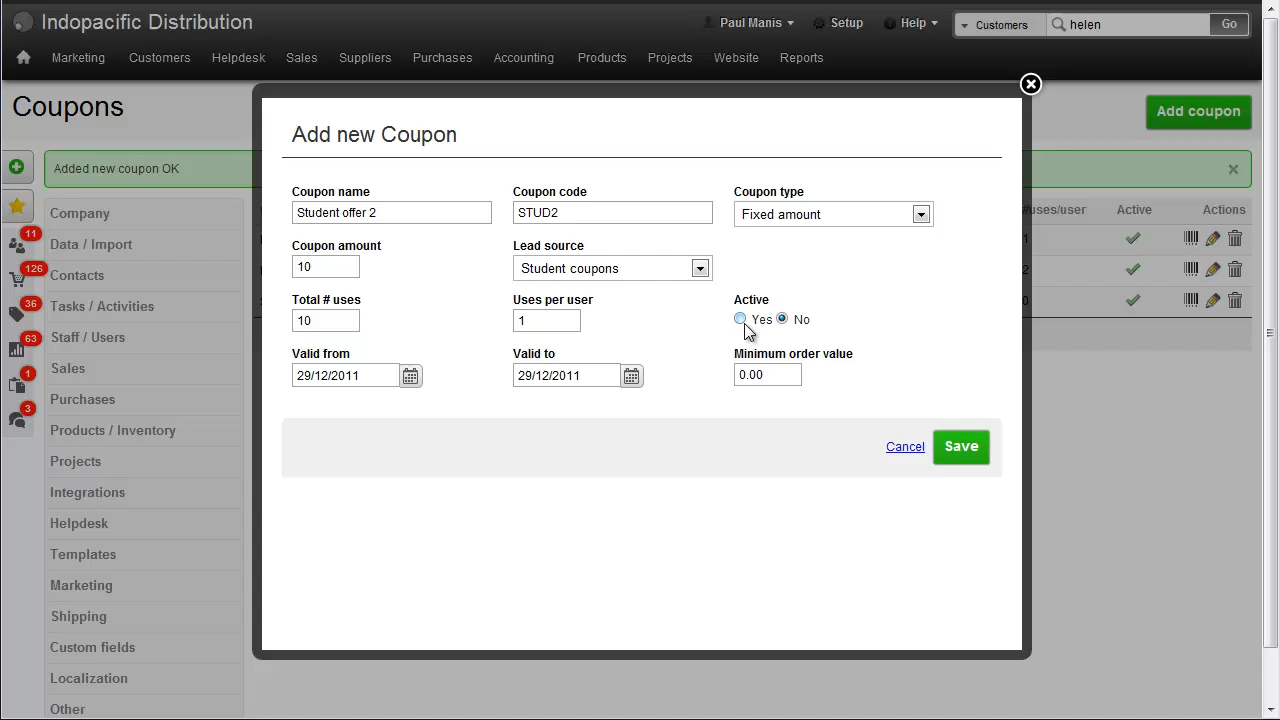 Indopacific Distribution
Paul Manis
Setup
Help
Customers
helen
Go
Marketing
Customers
Helpdesk
Sales
Suppliers
Purchases
Accounting
Products
Projects
Website
Reports
Coupons
Add coupon
Added new coupon OK
Company
Data / Import
Contacts
Tasks / Activities
Staff / Users
Sales
Purchases
Products / Inventory
Projects
Integrations
Helpdesk
Templates
Marketing
Shipping
Custom fields
Localization
Other
11
126
36
63
1
3
#uses/user
Active
Actions
1
2
0
Add new Coupon
Coupon name
Coupon code
Coupon type
Student offer 2
STUD2
Fixed amount
Coupon amount
Lead source
10
Student coupons
Total # uses
Uses per user
Active
10
1
Yes
No
Valid from
Valid to
Minimum order value
29/12/2011
29/12/2011
0.00
Cancel
Save